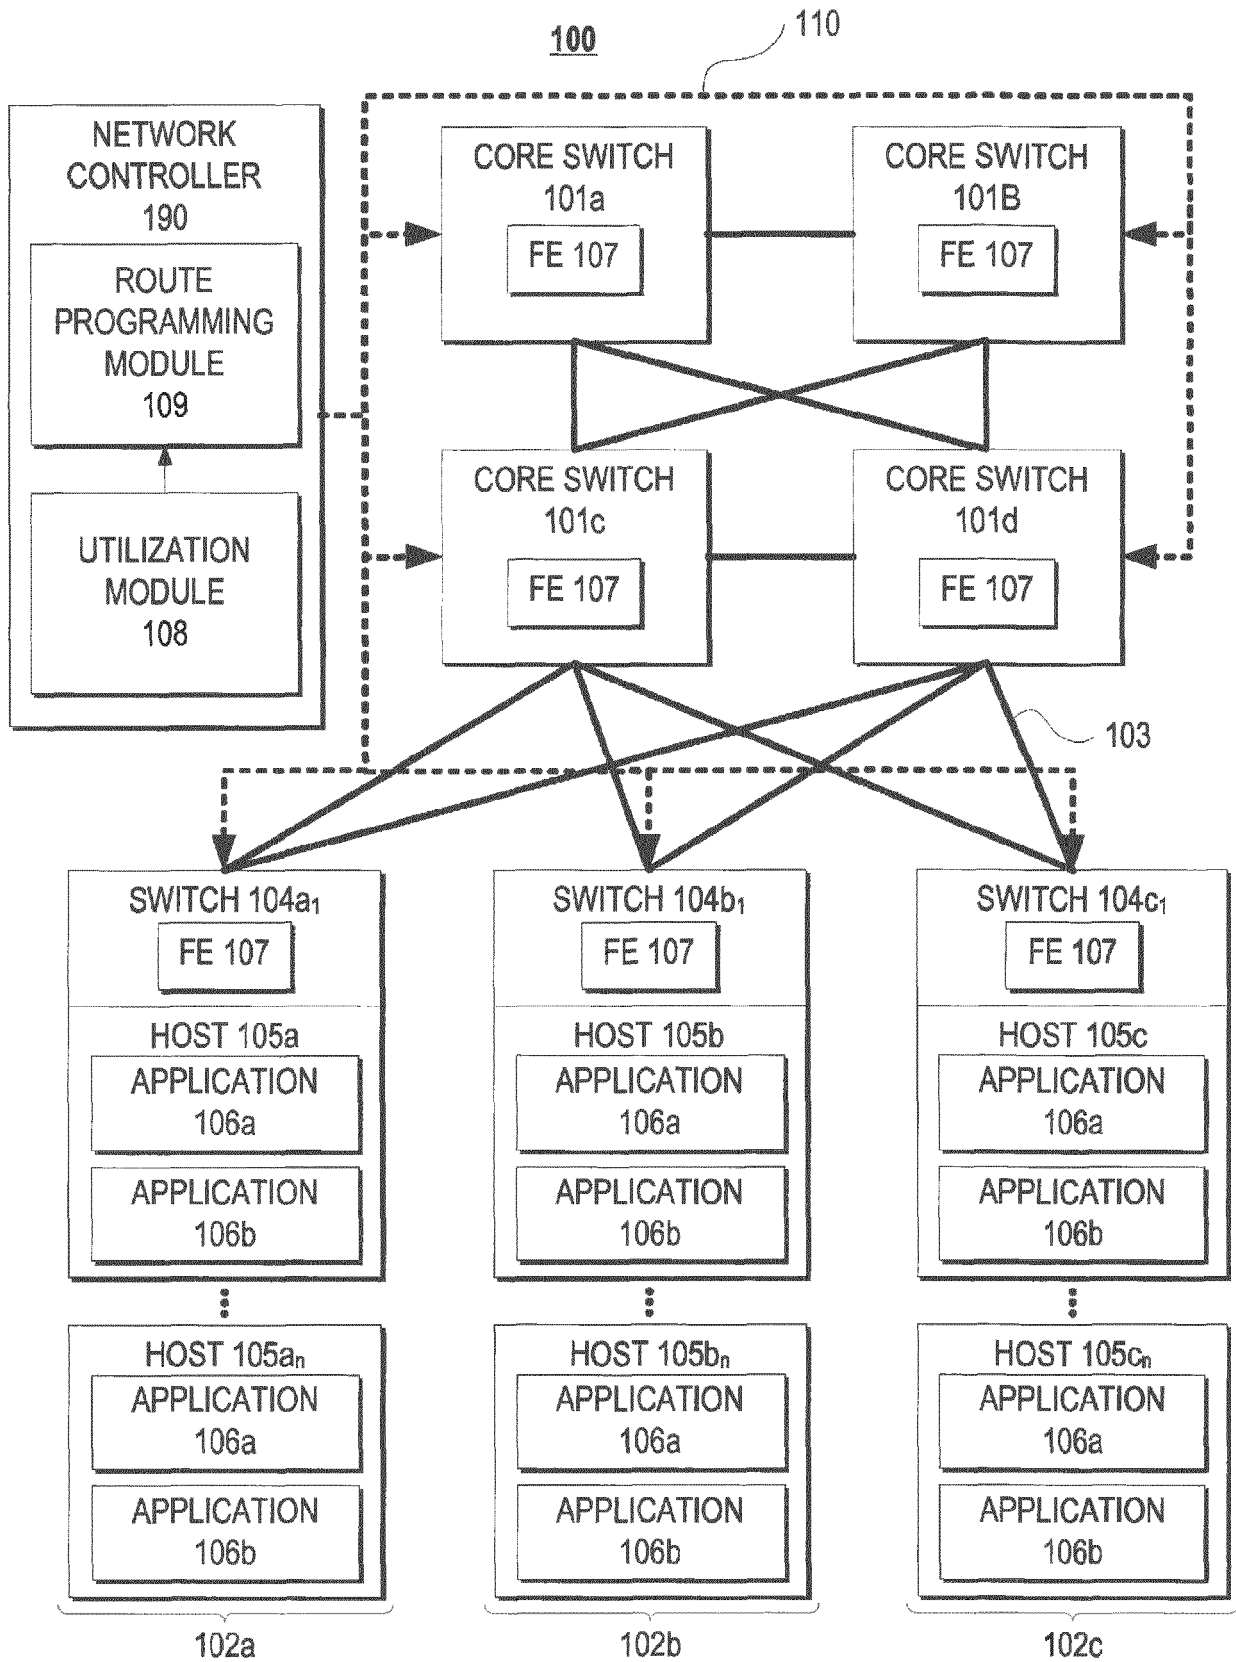 100
110
NETWORK
CONTROLLER
190
ROUTE
PROGRAMMING
MODULE
109
UTILIZATION
MODULE
108
CORE SWITCH
101a
FE 107
CORE SWITCH
101B
FE 107
CORE SWITCH
101c
FE 107
CORE SWITCH
101d
FE 107
103
SWITCH 104a1
FE 107
HOST 105a
APPLICATION
106a
APPLICATION
106b
HOST 105an
APPLICATION
106a
APPLICATION
106b
102a
SWITCH 104b1
FE 107
HOST 105b
APPLICATION
106a
APPLICATION
106b
HOST 105bn
APPLICATION
106a
APPLICATION
106b
102b
SWITCH 104c1
FE 107
HOST 105c
APPLICATION
106a
APPLICATION
106b
HOST 105cn
APPLICATION
106a
APPLICATION
106b
102c